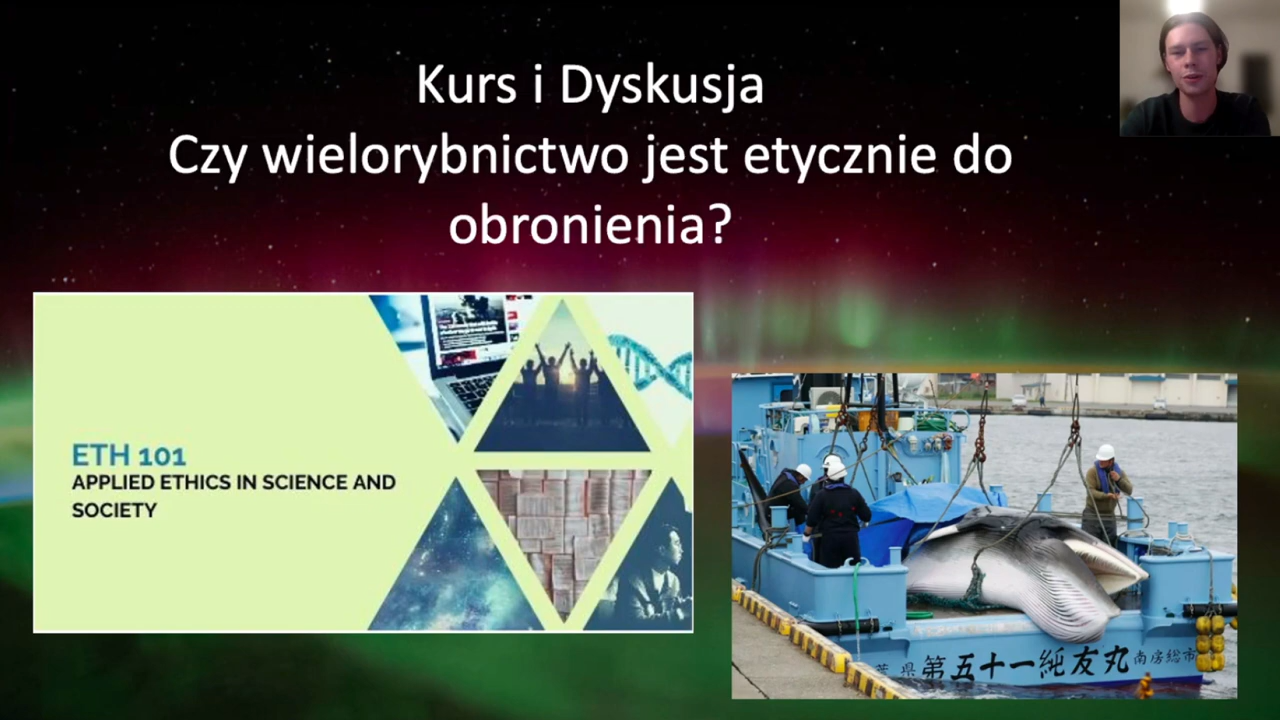 Kurs i Dyskusja
Czy wielorybnictwo jest etycznie do
obronienia?
ETH 101
APPLIED ETHICS IN SCIENCE AND
SOCIETY
県 第五十一純友丸 南房総市